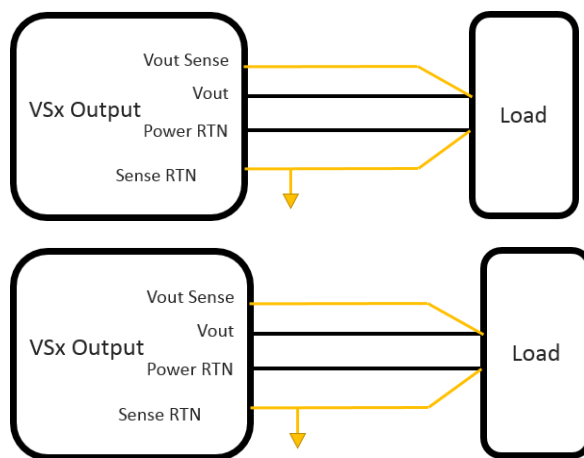 Vout Sense
Vout
VSx Output
Power RTN
Sense RTN
Load
Vout Sense
Vout
VSx Output
Power RTN
Sense RTN
Load